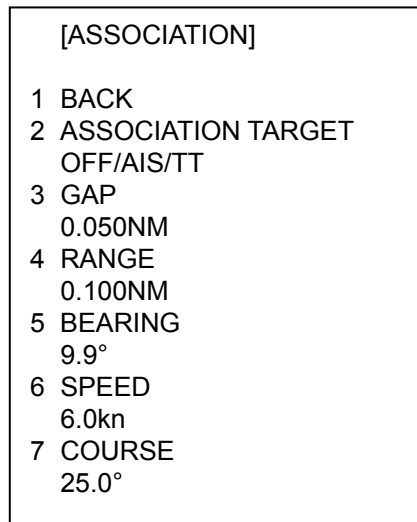 [ASSOCIATION]
1 BACK
2 ASSOCIATION TARGET
OFF/AIS/TT
3 GAP
0.050NM
4 RANGE
0.100NM
5 BEARING
9.9°
6 SPEED
6.0kn
7 COURSE
25.0°